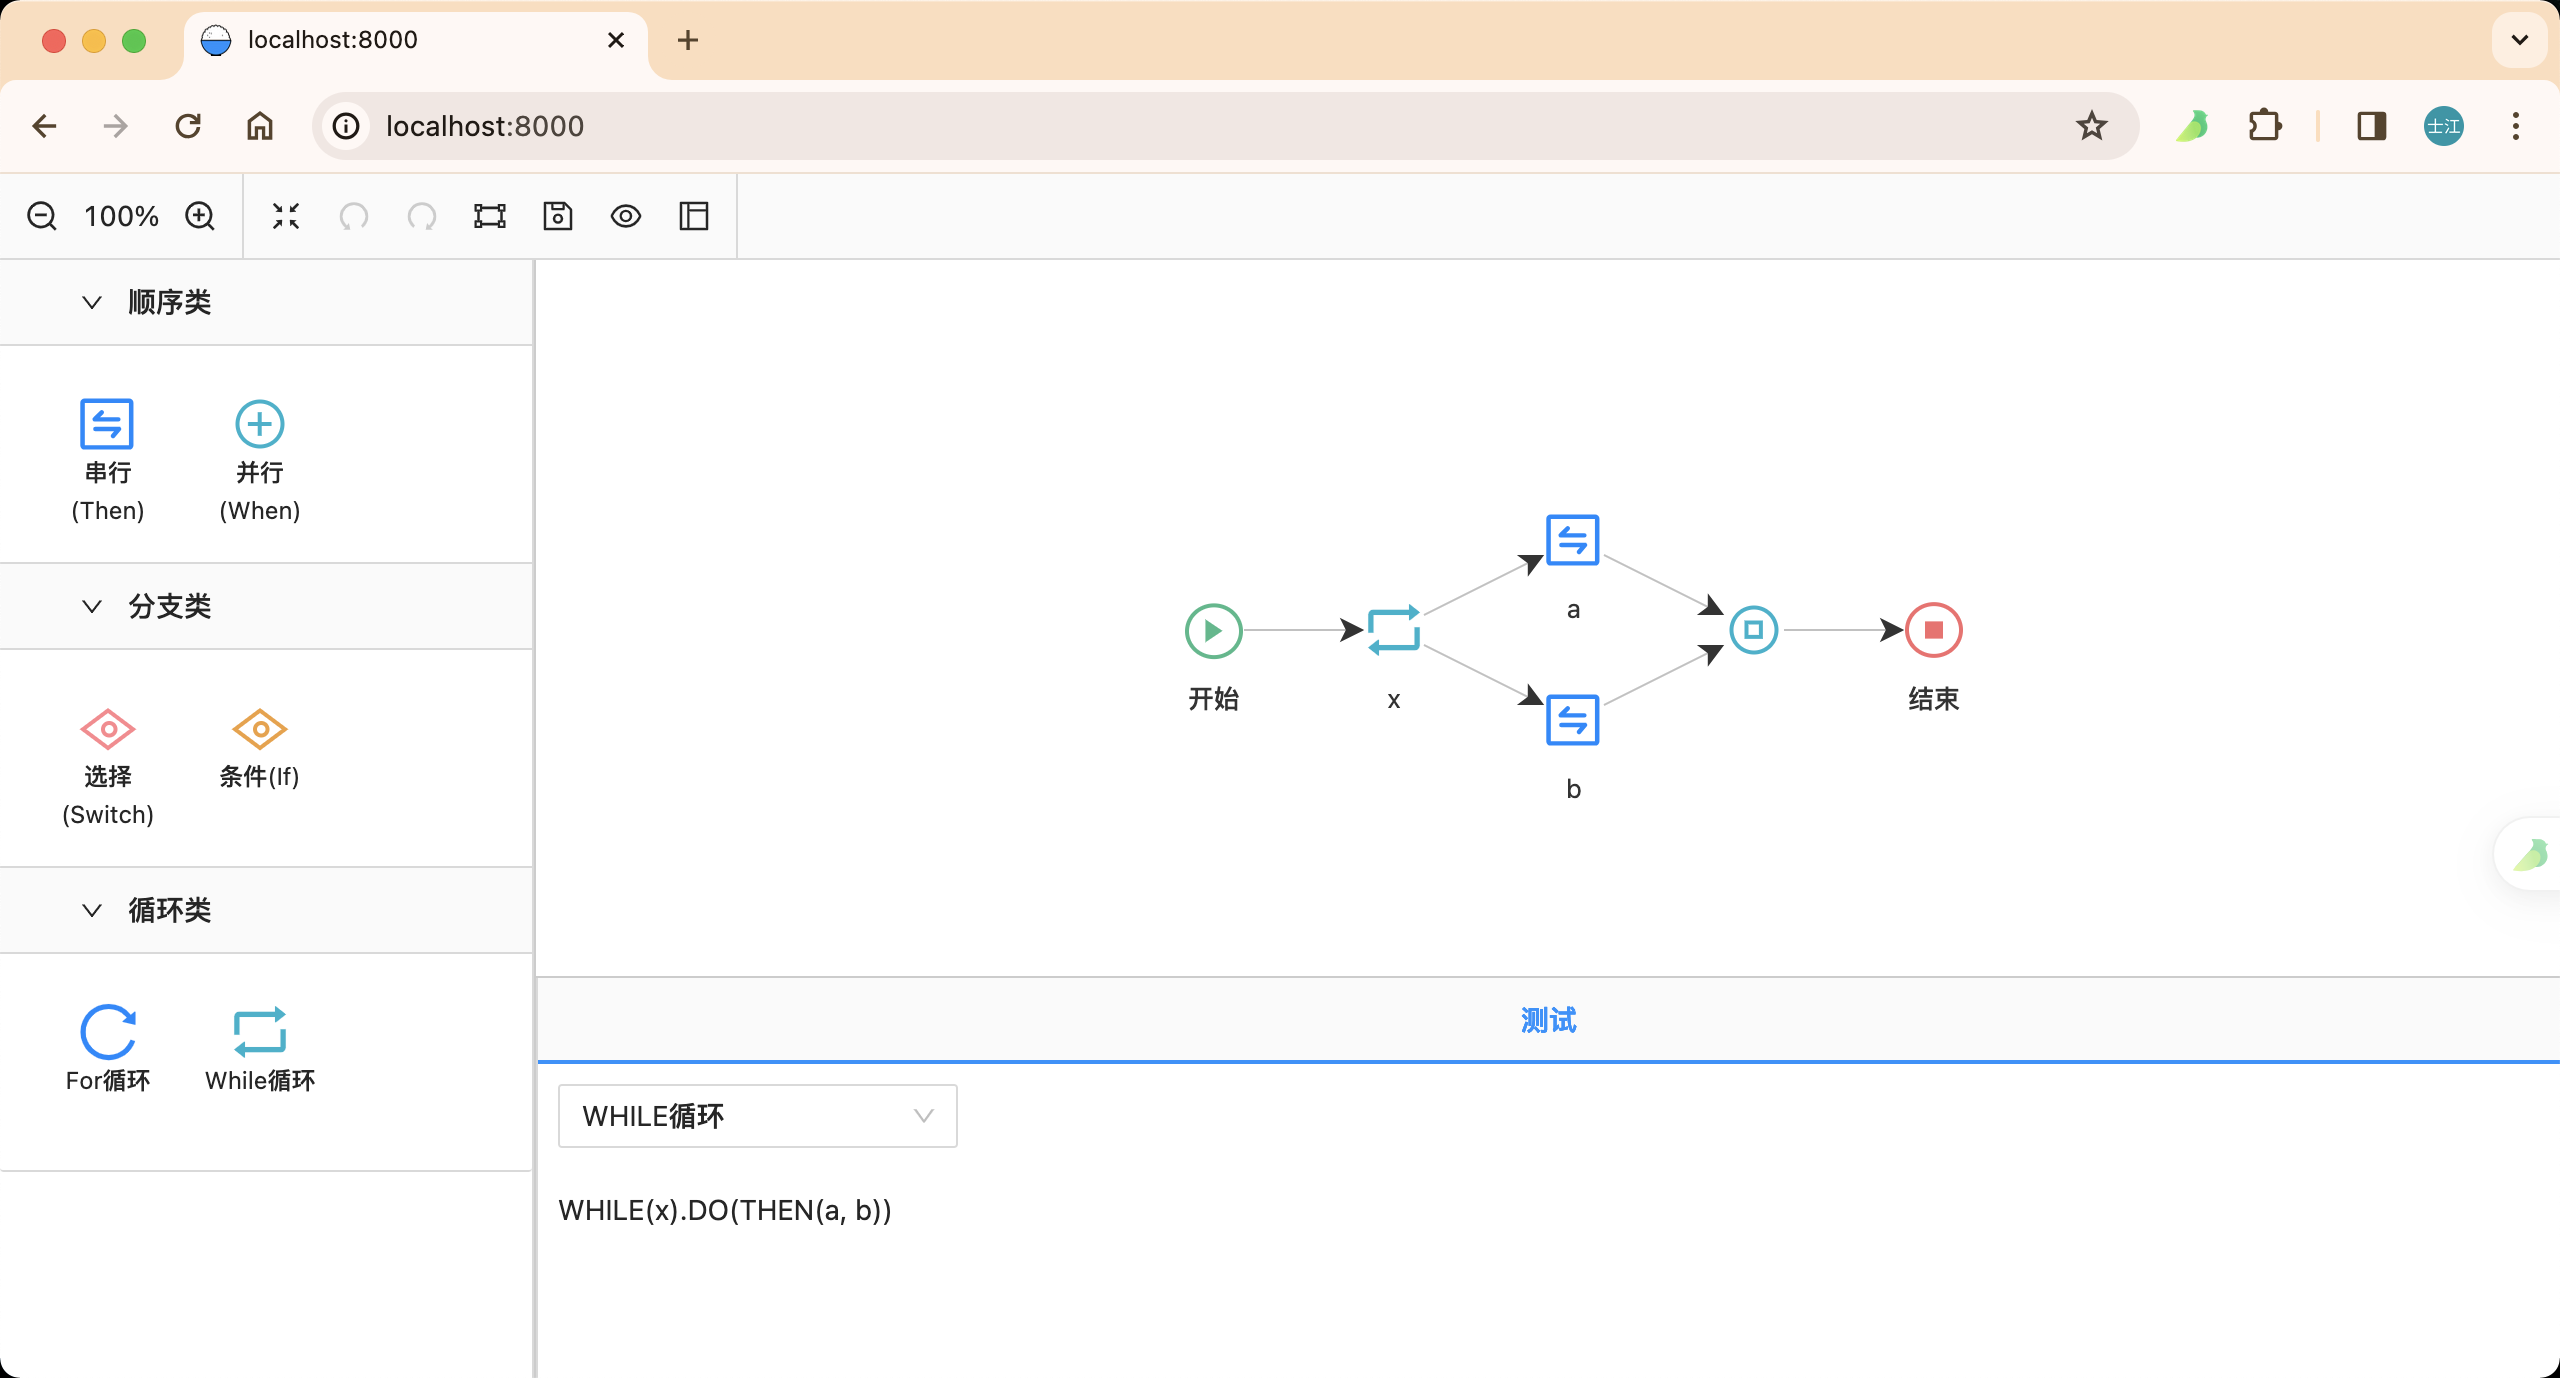 localhost:8000
localhost:8000
士江
100%
顺序类
串行
(Then)
并行
(When)
分支类
选择
(Switch)
条件(If)
循环类
For循环
While循环
开始
x
a
b
结束
测试
WHILE循环
WHILE(x).DO(THEN(a, b))